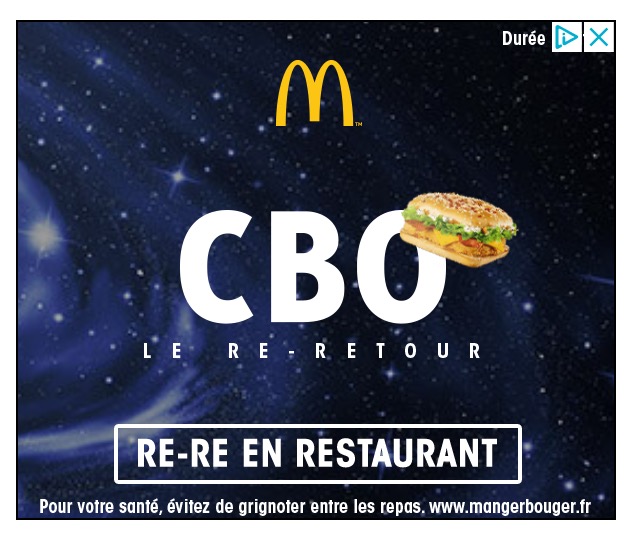 Durée
TM
CBO
LE RE-RETOUR
RE-RE EN RESTAURANT
Pour votre santé, évitez de grignoter entre les repas. www.mangerbouger.fr